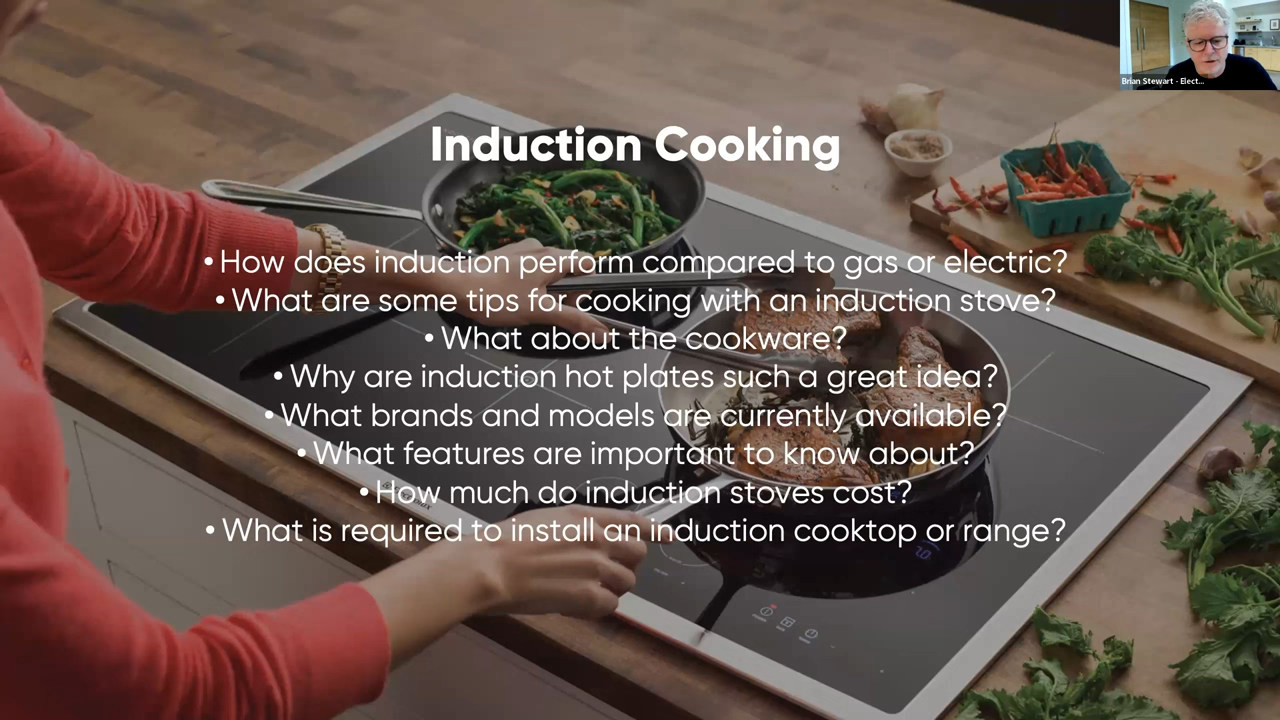 Brian Stewart - Elect...
Induction Cooking
• How does induction perform compared to gas or electric?
• What are some tips for cooking with an induction stove?
• What about the cookware?
• Why are induction hot plates such a great idea?
• What brands and models are currently available?
• What features are important to know about?
• How much do induction stoves cost?
• What is required to install an induction cooktop or range?
7.0